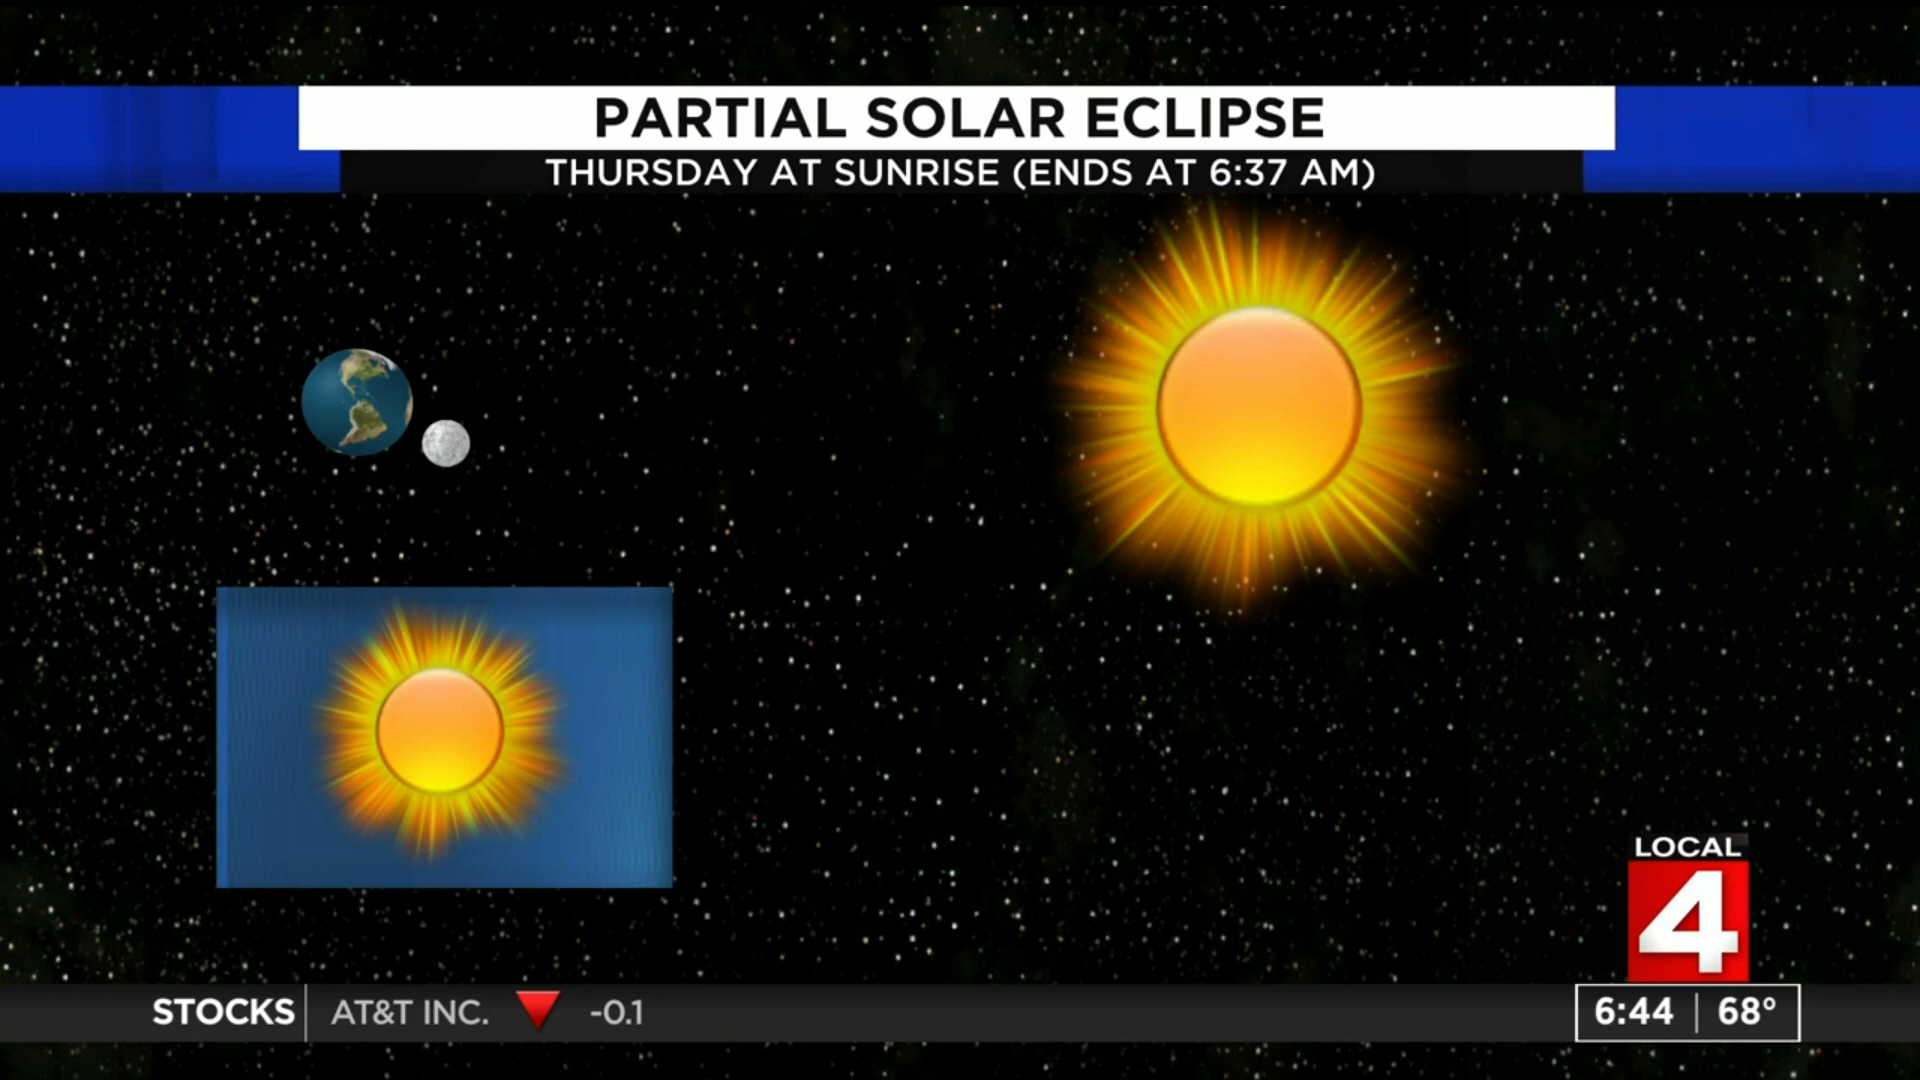 PARTIAL SOLAR ECLIPSE
THURSDAY AT SUNRISE (ENDS AT 6:37 AM)
LOCAL
4
STOCKS AT&T INC. -0.1
6:44 68°